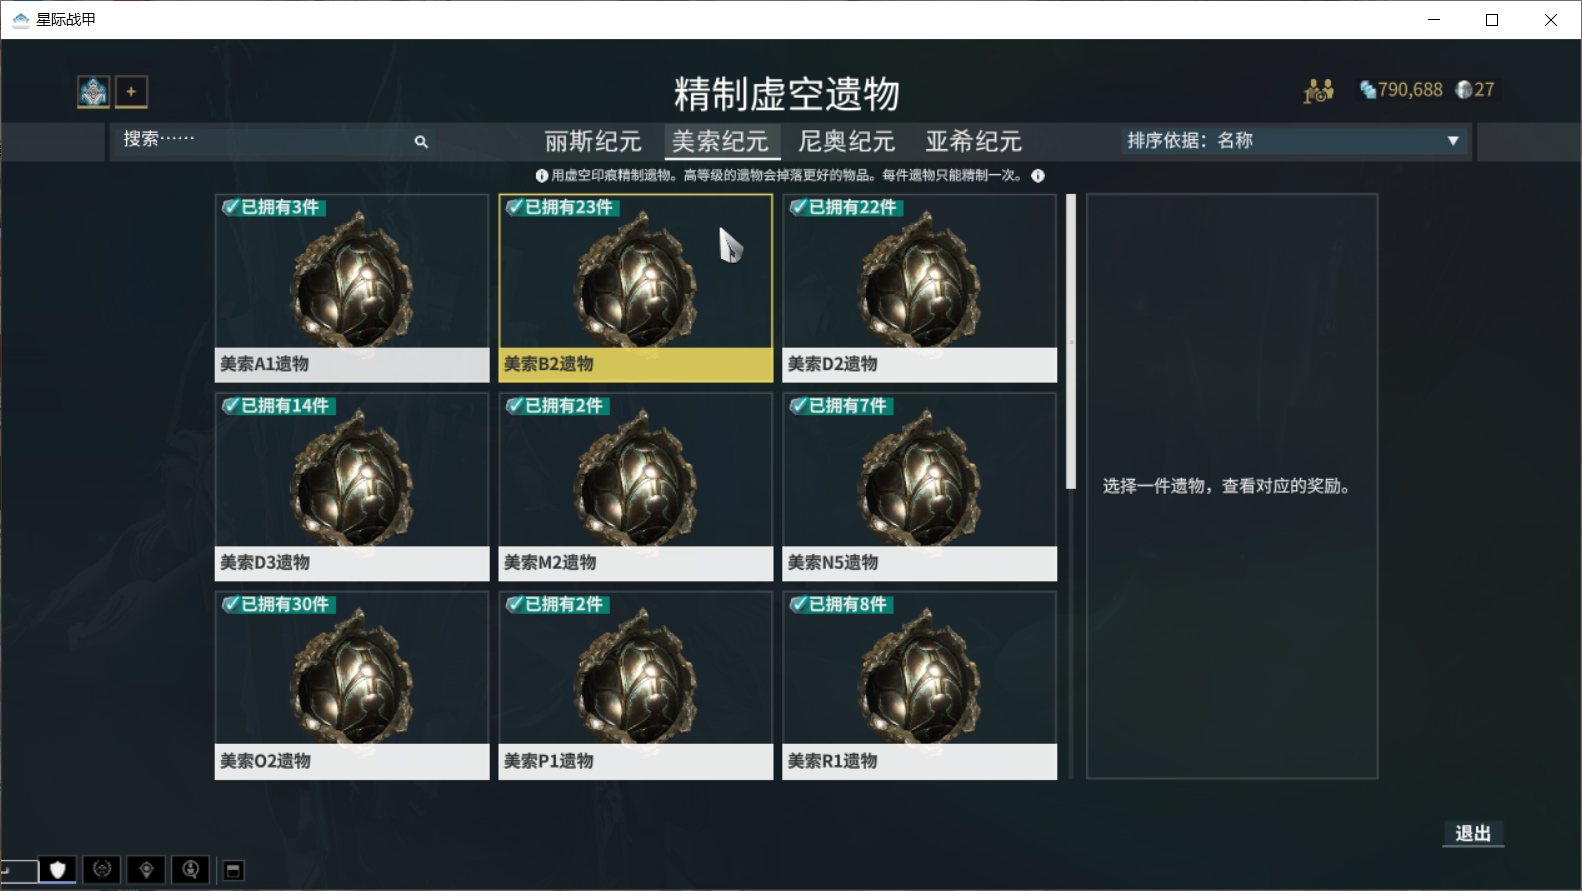 星际战甲
精制虚空遗物
790,688 27
搜索······
丽斯纪元 美索纪元 尼奥纪元 亚希纪元
排序依据：名称
用虚空印痕精制遗物。高等级的遗物会掉落更好的物品。每件遗物只能精制一次。
已拥有3件 已拥有23件 已拥有22件
美索A1遗物 美索B2遗物 美索D2遗物
已拥有14件 已拥有2件 已拥有7件
选择一件遗物，查看对应的奖励。
美索D3遗物 美索M2遗物 美索N5遗物
已拥有30件 已拥有2件 已拥有8件
美索O2遗物 美索P1遗物 美索R1遗物
退出